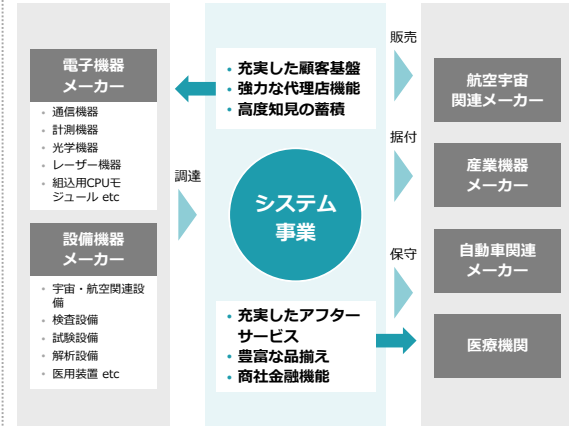 電子機器
メーカー
・ 通信機器
・ 計測機器
・ 光学機器
・ レーザー機器
・ 組込用CPUモ
ジュール etc
設備機器
メーカー
・ 宇宙・航空関連設
備
・ 検査設備
・ 試験設備
・ 解析設備
・ 医用装置 etc
調達
・ 充実した顧客基盤
・ 強力な代理店機能
・ 高度知見の蓄積
システム
事業
・ 充実したアフター
サービス
・ 豊富な品揃え
・ 商社金融機能
販売
据付
保守
航空宇宙
関連メーカー
産業機器
メーカー
自動車関連
メーカー
医療機関